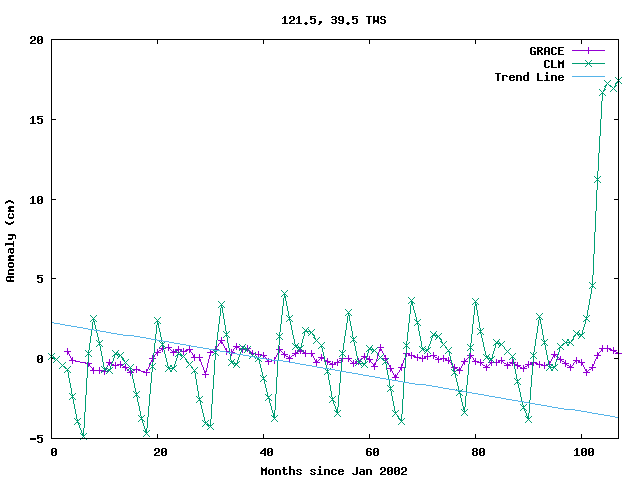 121.5, 39.5 TWS
GRACE
CLM
Trend Line
20
15
10
5
0
-5
Anomaly (cm)
0 20 40 60 80 100
Months since Jan 2002